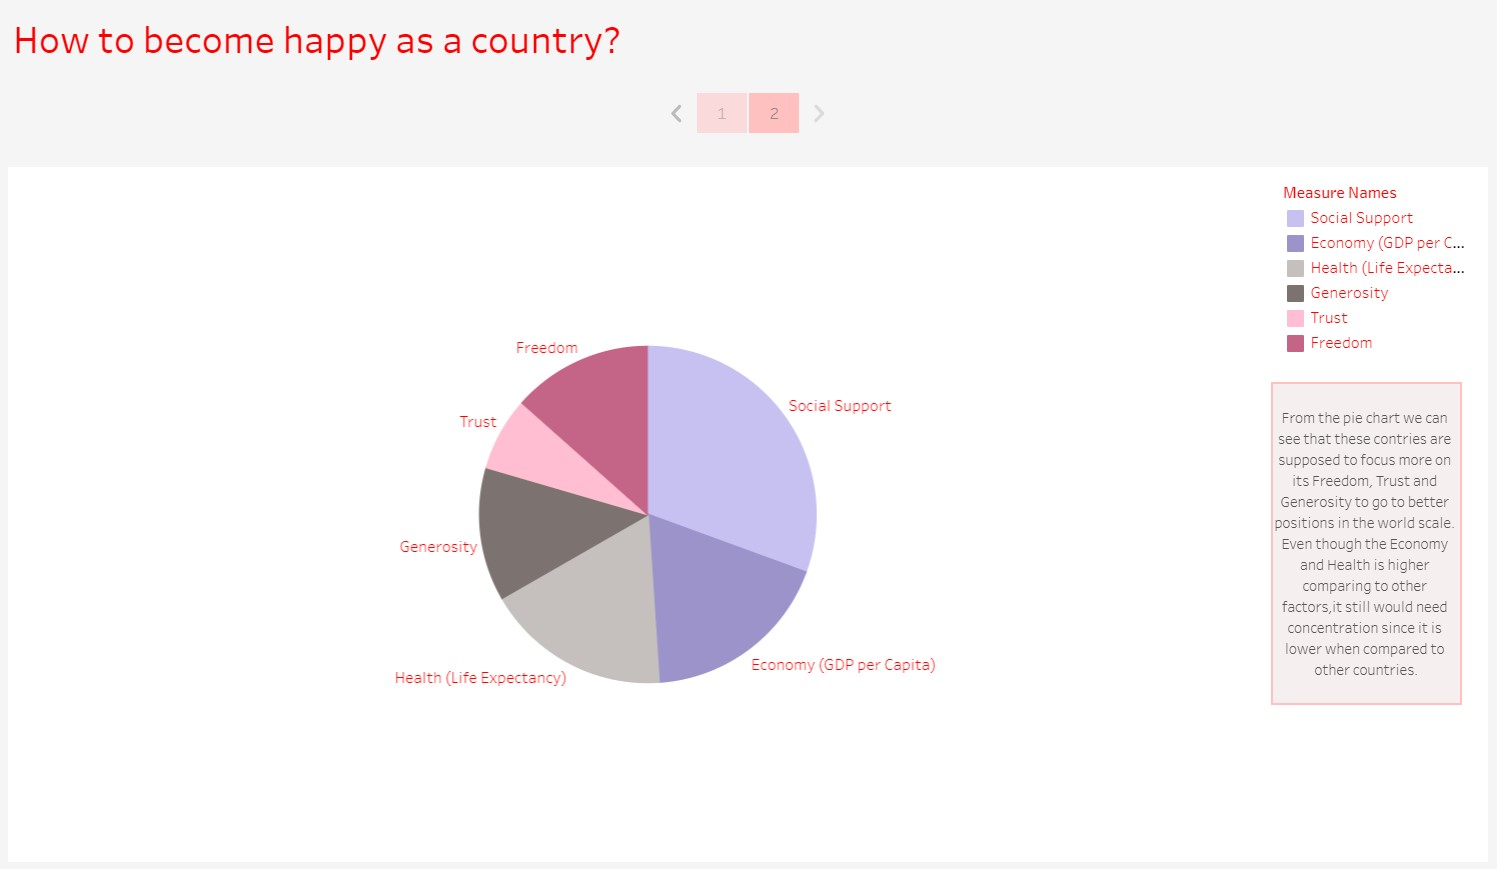 How to become happy as a country?
1
2
Measure Names
Social Support
Economy (GDP per C...
Health (Life Expecta...
Generosity
Trust
Freedom
Freedom
Social Support
Trust
Generosity
Economy (GDP per Capita)
Health (Life Expectancy)
From the pie chart we can
see that these contries are
supposed to focus more on
its Freedom, Trust and
Generosity to go to better
positions in the world scale.
Even though the Economy
and Health is higher
comparing to other
factors,it still would need
concentration since it is
lower when compared to
other countries.